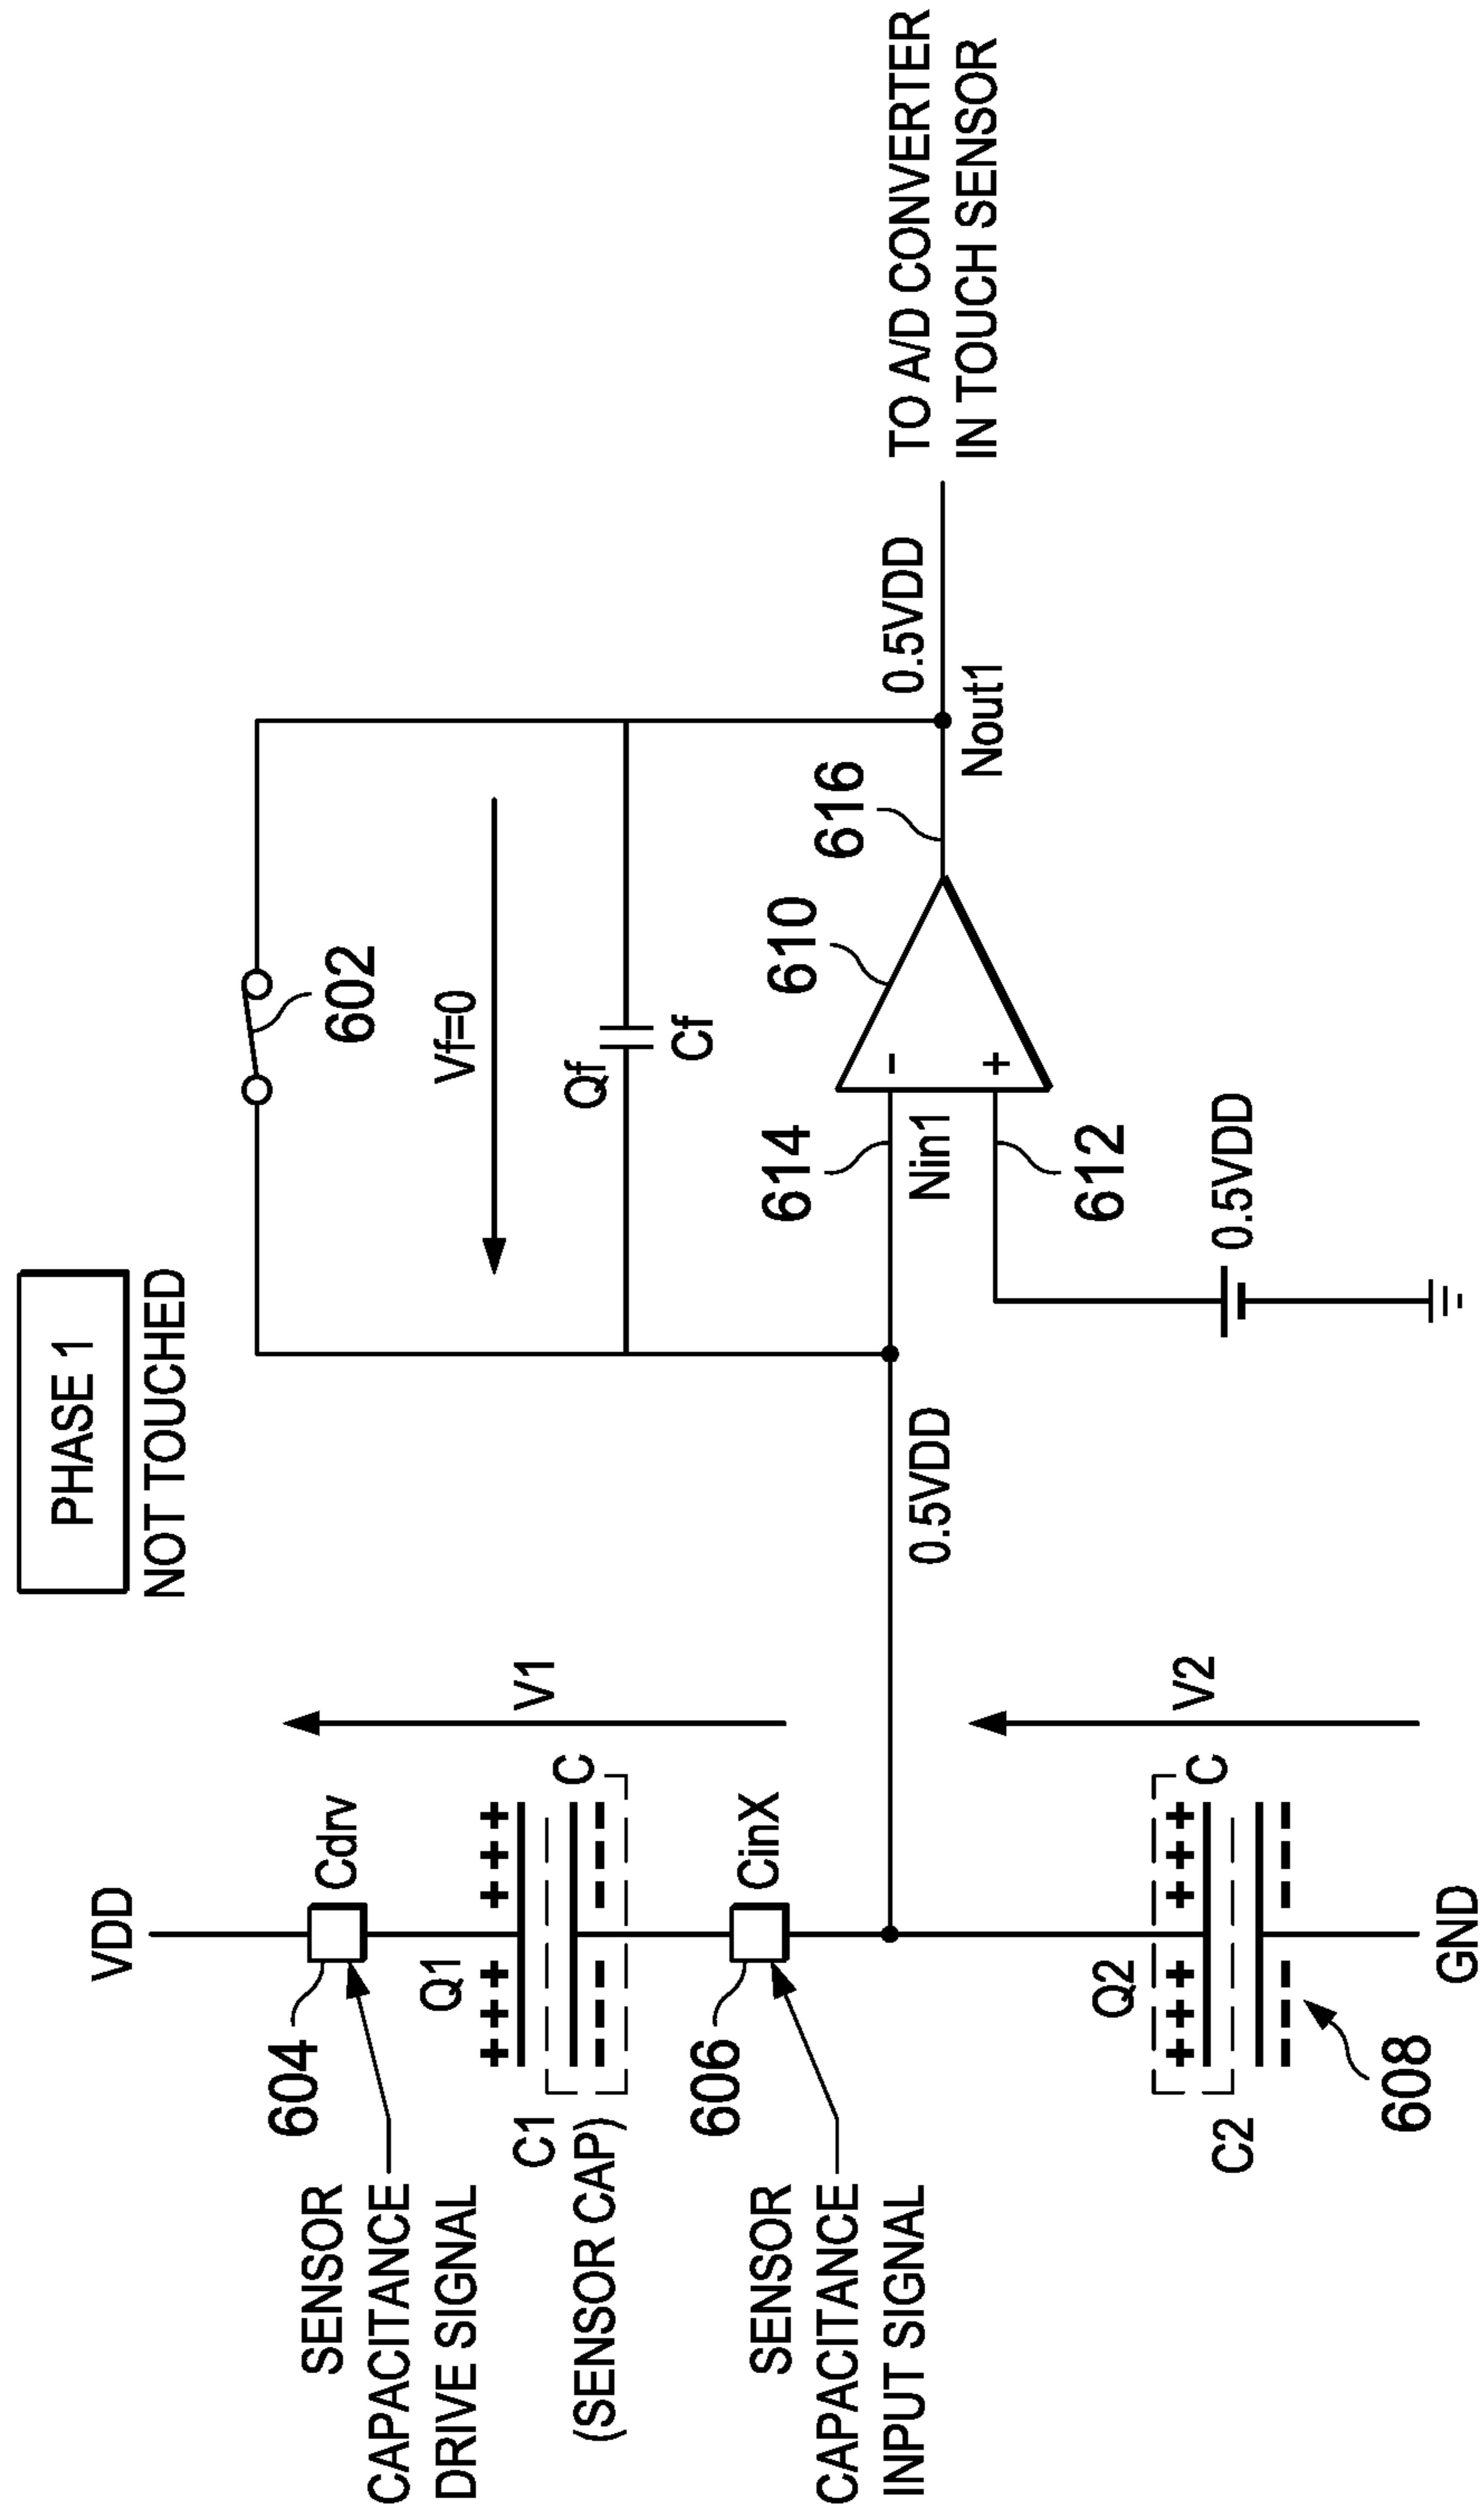 PHASE 1
NOT TOUCHED
VDD
604
Cdrv
SENSOR
CAPACITANCE
DRIVE SIGNAL
Q1
+++ +++
C1
(SENSOR CAP)
C
V1
606
CinX
SENSOR
CAPACITANCE
INPUT SIGNAL
0.5VDD
Q2
+++ +++
C2
C
V2
608
GND
602
Vf=0
Qf
Cf
614
Nin1
-
+
610
612
0.5VDD
616
Nout1
0.5VDD
TO A/D CONVERTER
IN TOUCH SENSOR